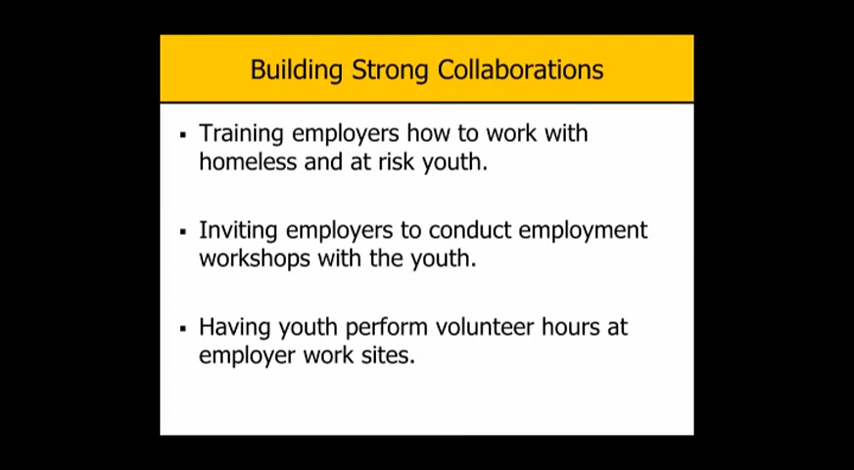 Building Strong Collaborations
▪ Training employers how to work with
homeless and at risk youth.
▪ Inviting employers to conduct employment
workshops with the youth.
▪ Having youth perform volunteer hours at
employer work sites.